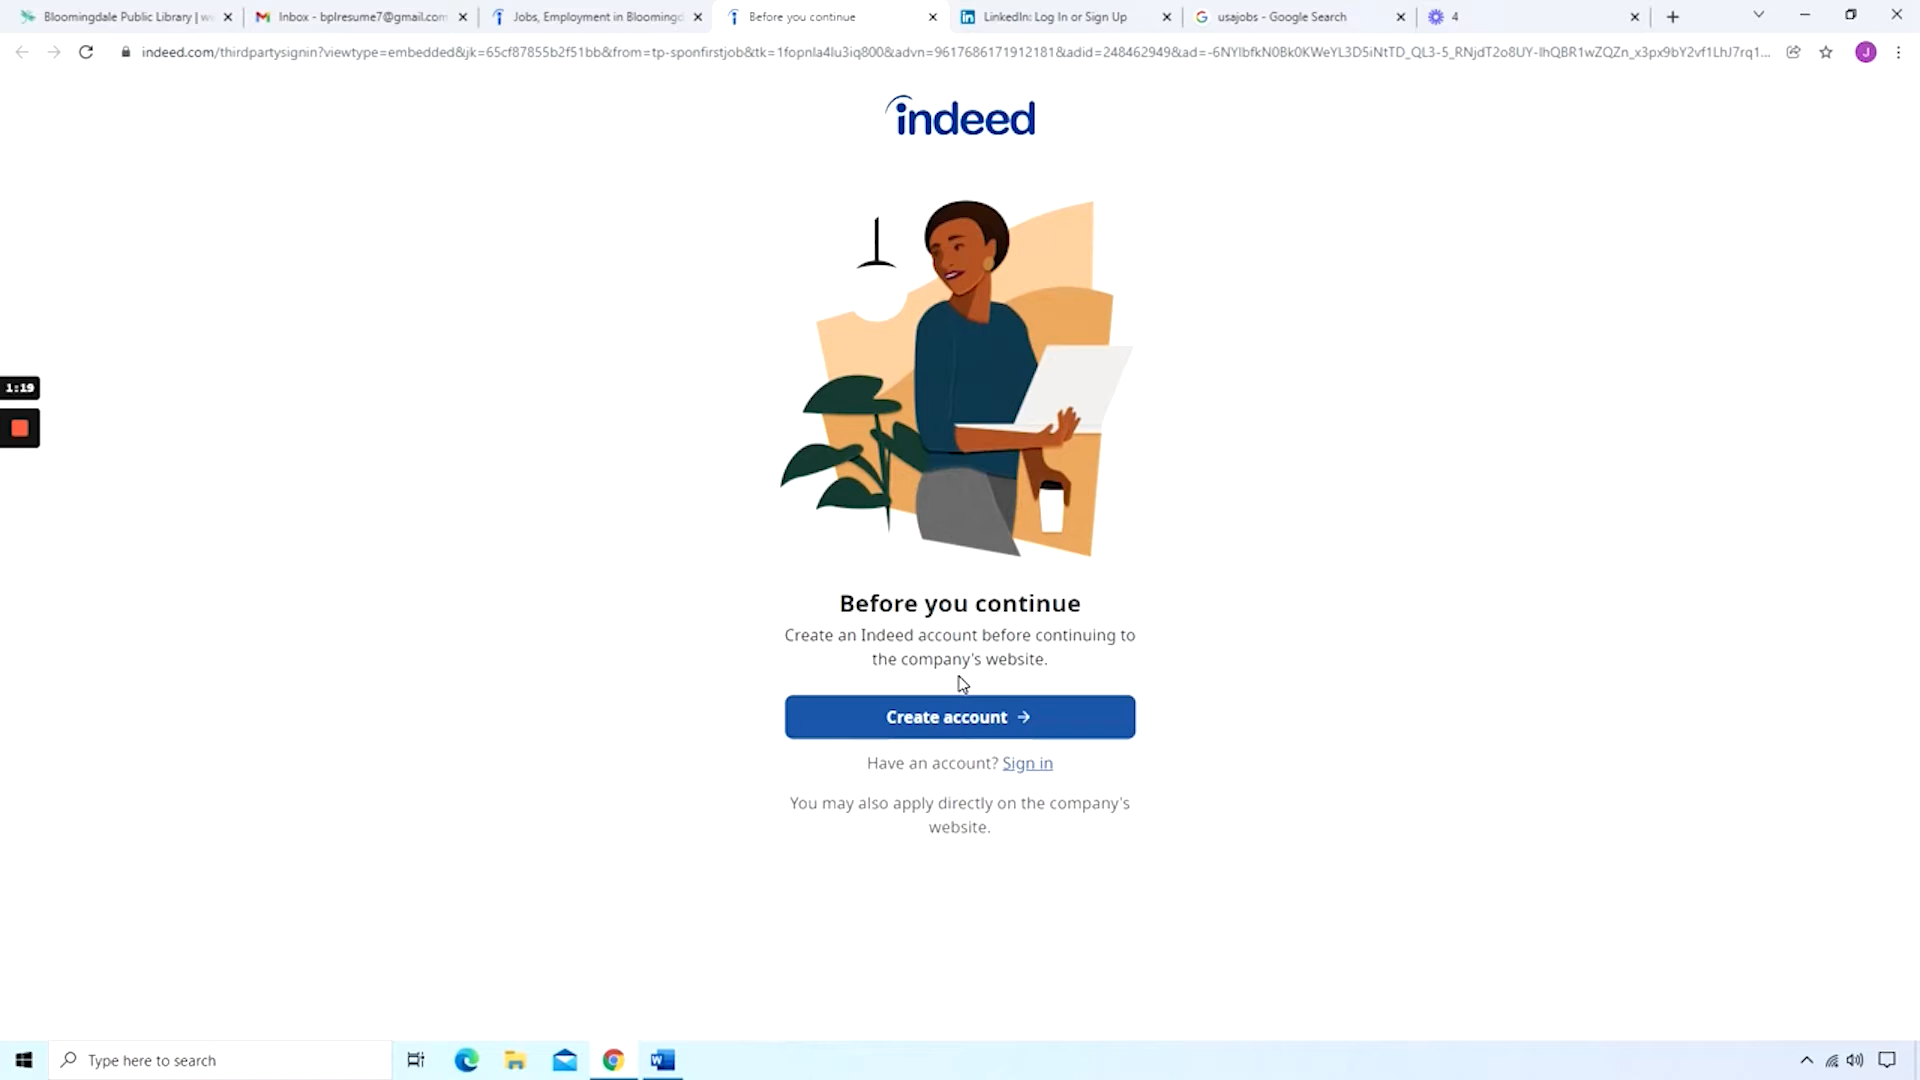 Bloomingdale Public Library | w
Inbox - bplresume7@gmail.com
Jobs, Employment in Bloomingd
Before you continue
LinkedIn: Log In or Sign Up
usajobs - Google Search
4
indeed.com/thirdpartysignin?viewtype=embedded&jk=65cf87855b2f51bb&from=tp-sponfirstjob&tk=1fopnla4lu3iq800&advn=9617686171912181&adid=248462949&ad=-6NYlbfkN0Bk0KWeYL3D5iNtTD_QL3-5_RNjdT2o8UY-IhQBR1wZQZn_x3px9bY2vf1LhJ7rq1...
J
indeed
1:19
Before you continue
Create an Indeed account before continuing to
the company's website.
Create account →
Have an account? Sign in
You may also apply directly on the company's
website.
Type here to search